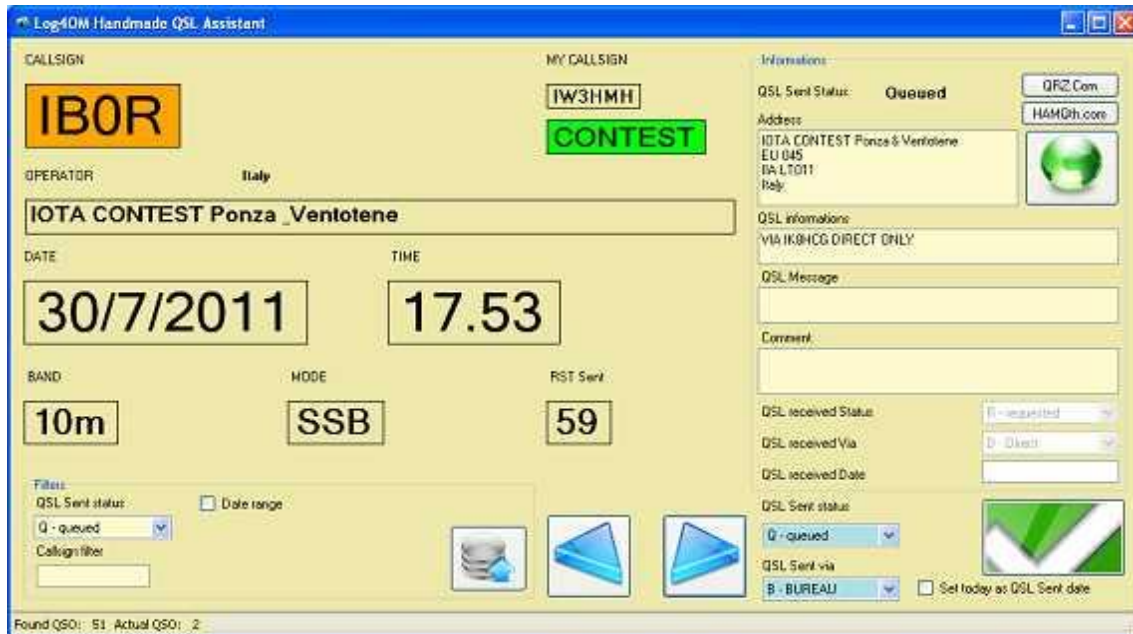 Log4OM Handmade QSL Assistant
CALLSIGN
IB0R
MY CALLSIGN
IW3HMH
CONTEST
OPERATOR
Italy
IOTA CONTEST Ponza _Ventotene
DATE
30/7/2011
TIME
17.53
BAND
10m
MODE
SSB
RST Sent
59
Filters
QSL Sent status
Date range
Q - queued
Callsign filter
Informations
QSL Sent Status:
Queued
QRZ.Com
HAMQth.com
Address
IOTA CONTEST Ponza & Ventotene
EU 045
IIA LT011
Italy
QSL informations
VIA IK8HCG DIRECT ONLY
QSL Message
Comment
QSL received Status
R - requested
QSL received Via
D - Direct
QSL received Date
QSL Sent status
Q - queued
QSL Sent via
B - BUREAU
Set today as QSL Sent date
Found QSO: 51 Actual QSO: 2